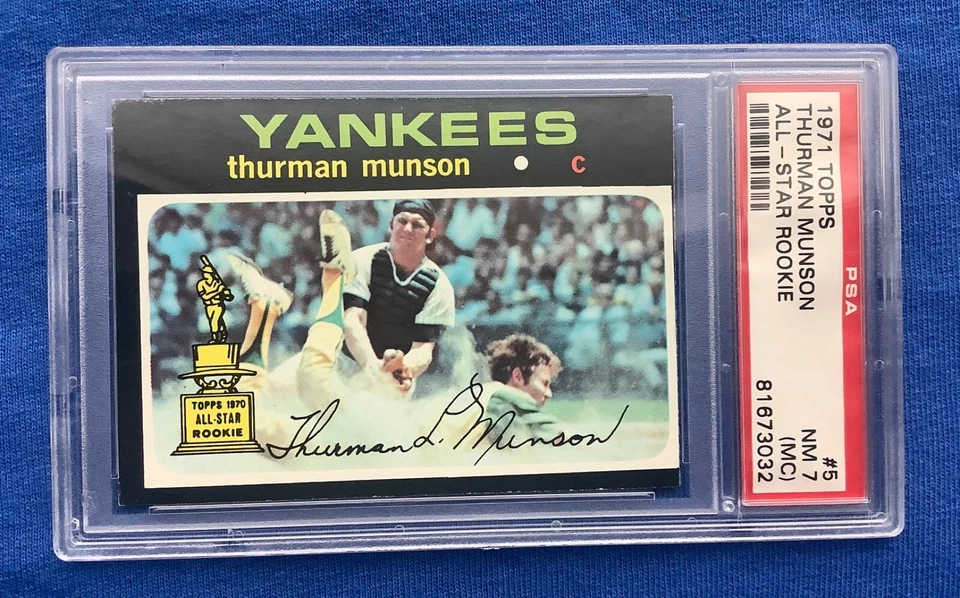 YANKEES
thurman munson • c
TOPPS 1970
ALL-STAR
ROOKIE
Thurman L. Munson
PSA
1971 TOPPS #5
THURMAN MUNSON NM 7
ALL-STAR ROOKIE (MC)
81673032